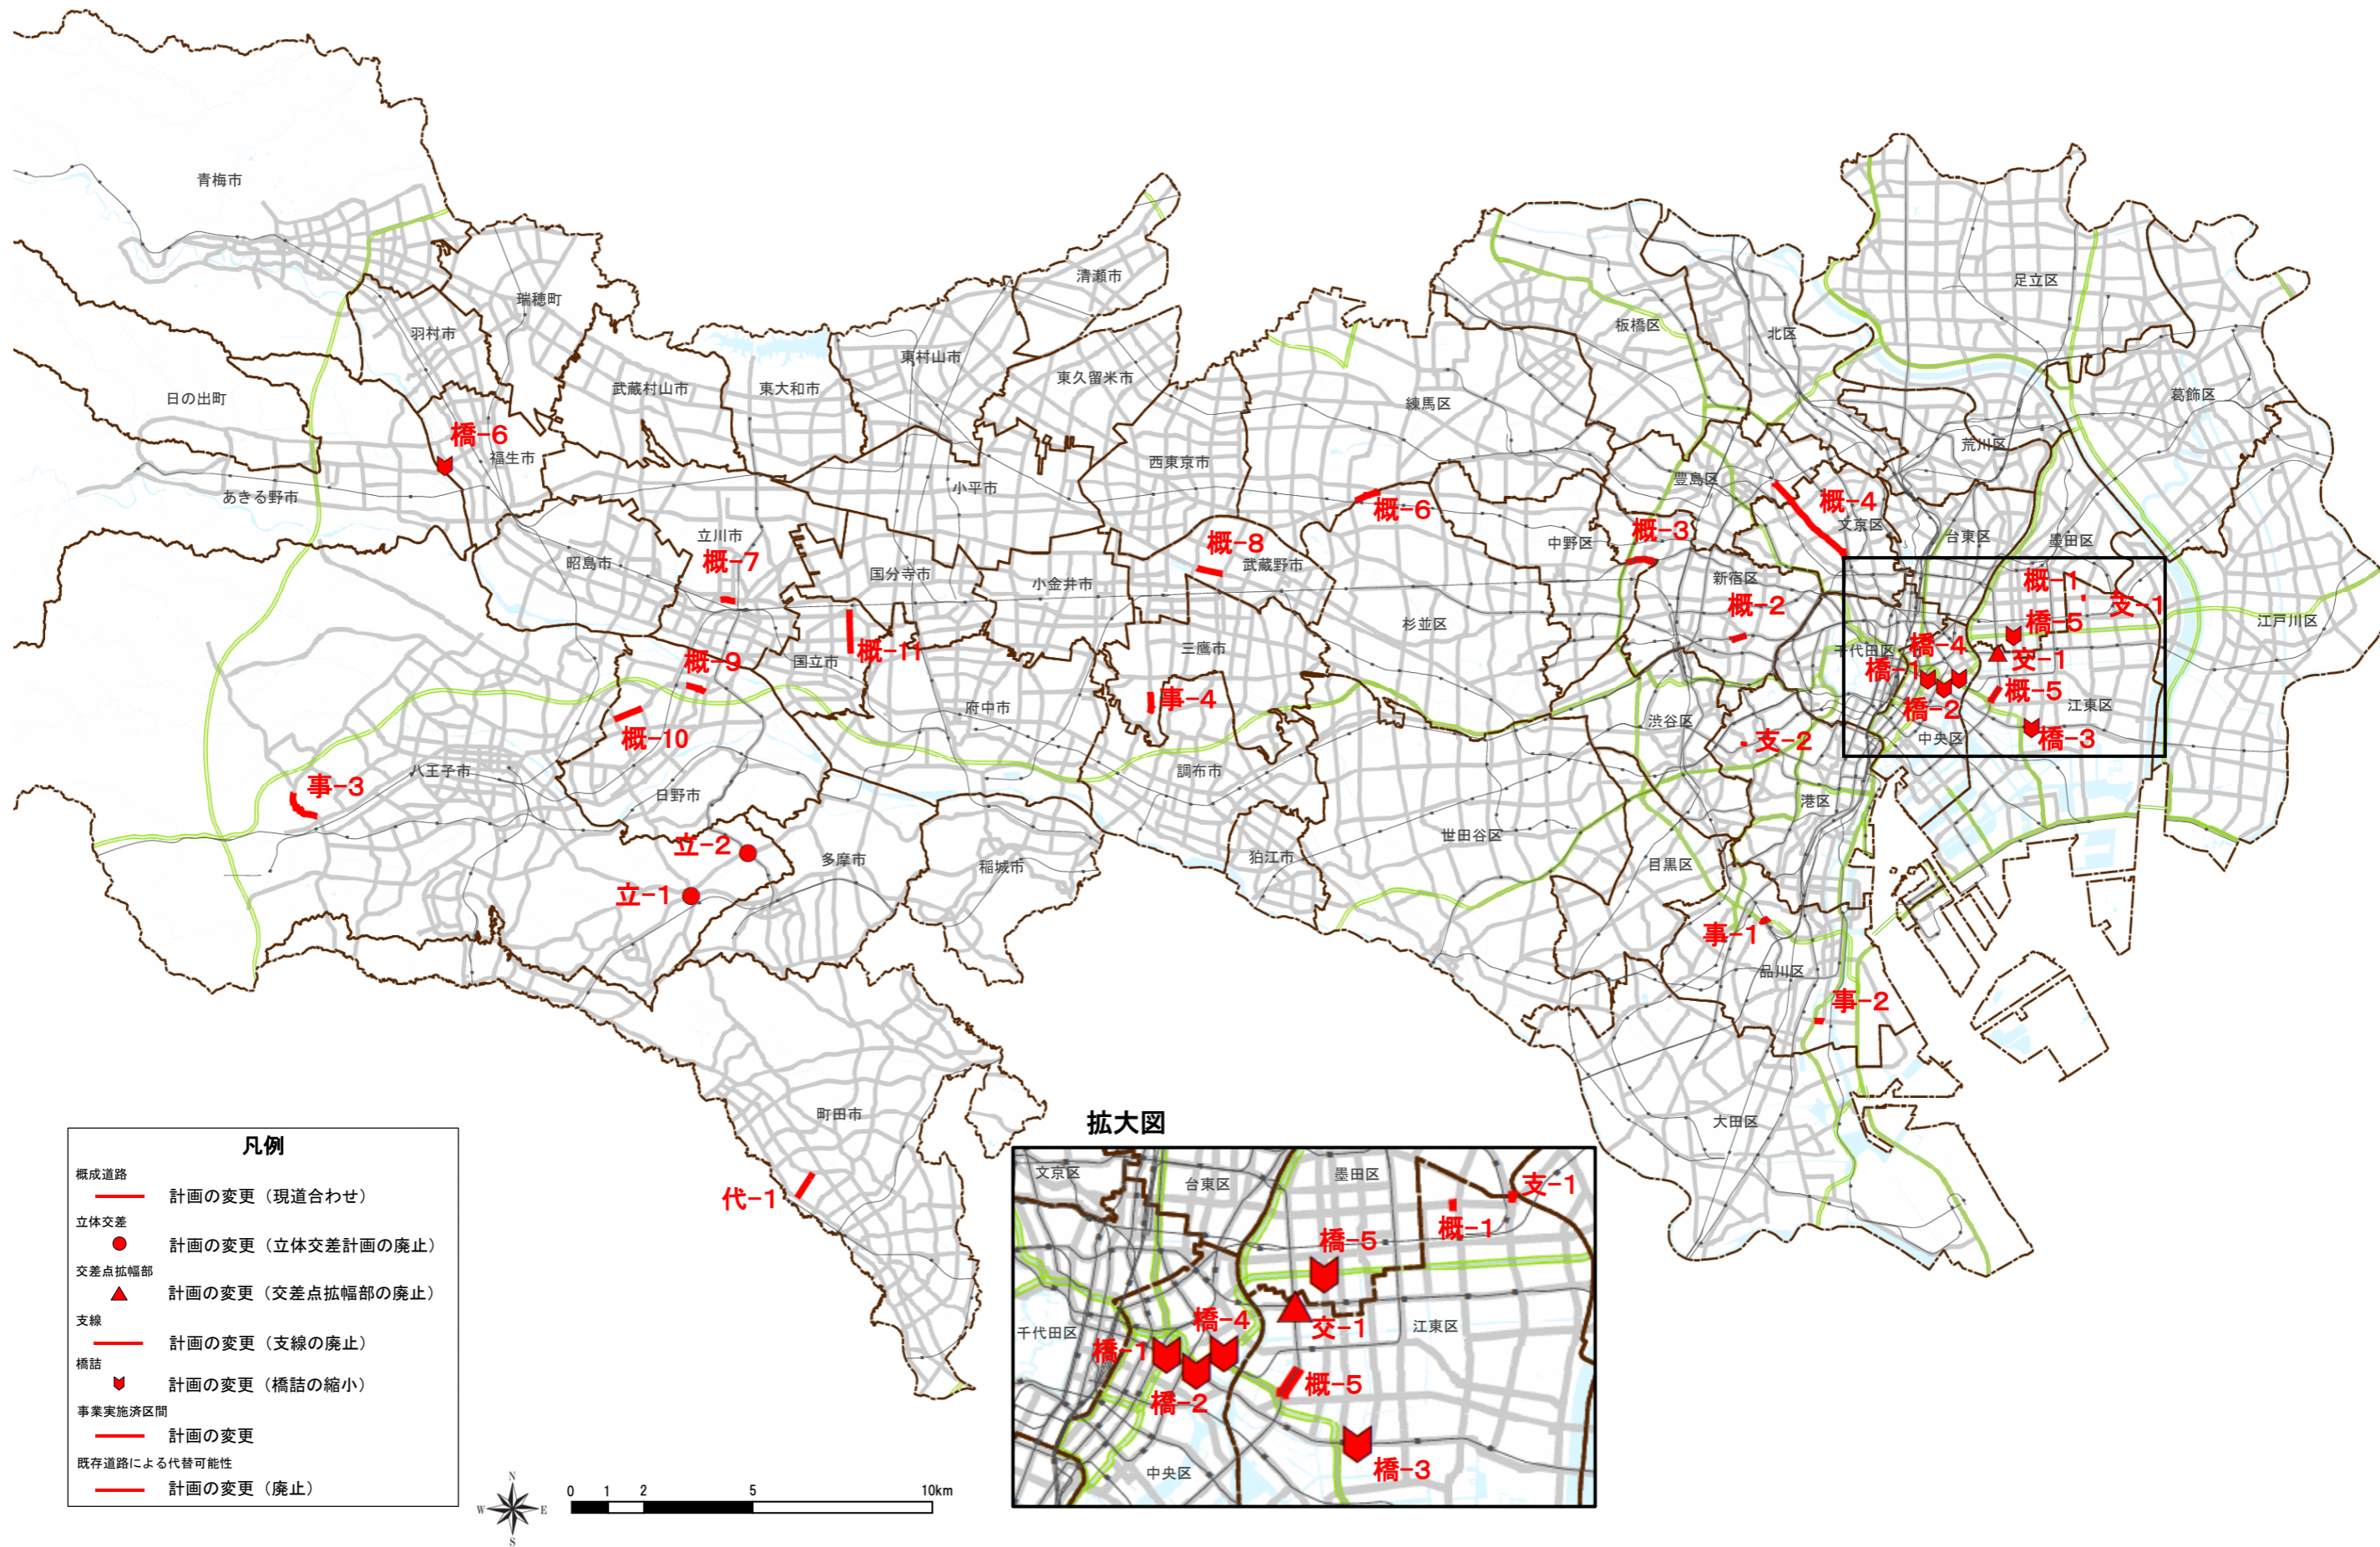 青梅市
瑞穂町
羽村市
日の出町
橋-6
福生市
あきる野市
武蔵村山市
東大和市
東村山市
清瀬市
東久留米市
西東京市
小平市
立川市
概-7
昭島市
国分寺市
小金井市
概-8
武蔵野市
練馬区
概-6
板橋区
北区
足立区
葛飾区
荒川区
豊島区
概-4
文京区
台東区
墨田区
中野区
概-3
新宿区
概-2
杉並区
三鷹市
事-4
概-11
国立市
概-9
概-10
府中市
調布市
八王子市
事-3
日野市
立-2
立-1
多摩市
稲城市
狛江市
世田谷区
渋谷区
支-2
港区
目黒区
事-1
品川区
事-2
大田区
千代田区
橋-1
橋-4
橋-2
中央区
概-1
支-1
橋-5
交-1
概-5
江東区
橋-3
江戸川区
町田市
代-1
凡例
概成道路
計画の変更（現道合わせ）
立体交差
計画の変更（立体交差計画の廃止）
交差点拡幅部
計画の変更（交差点拡幅部の廃止）
支線
計画の変更（支線の廃止）
橋詰
計画の変更（橋詰の縮小）
事業実施済区間
計画の変更
既存道路による代替可能性
計画の変更（廃止）
N
W E
S
0 1 2 5 10km
拡大図
文京区
台東区
墨田区
支-1
概-1
橋-5
橋-4
交-1
江東区
千代田区
橋-1
橋-2
概-5
橋-3
中央区